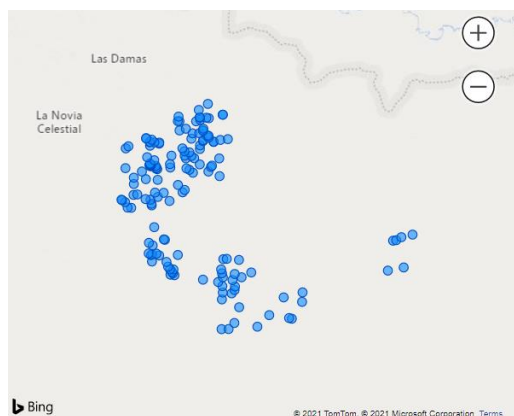 Las Damas
La Novia
Celestial
Bing
© 2021 TomTom, © 2021 Microsoft Corporation Terms